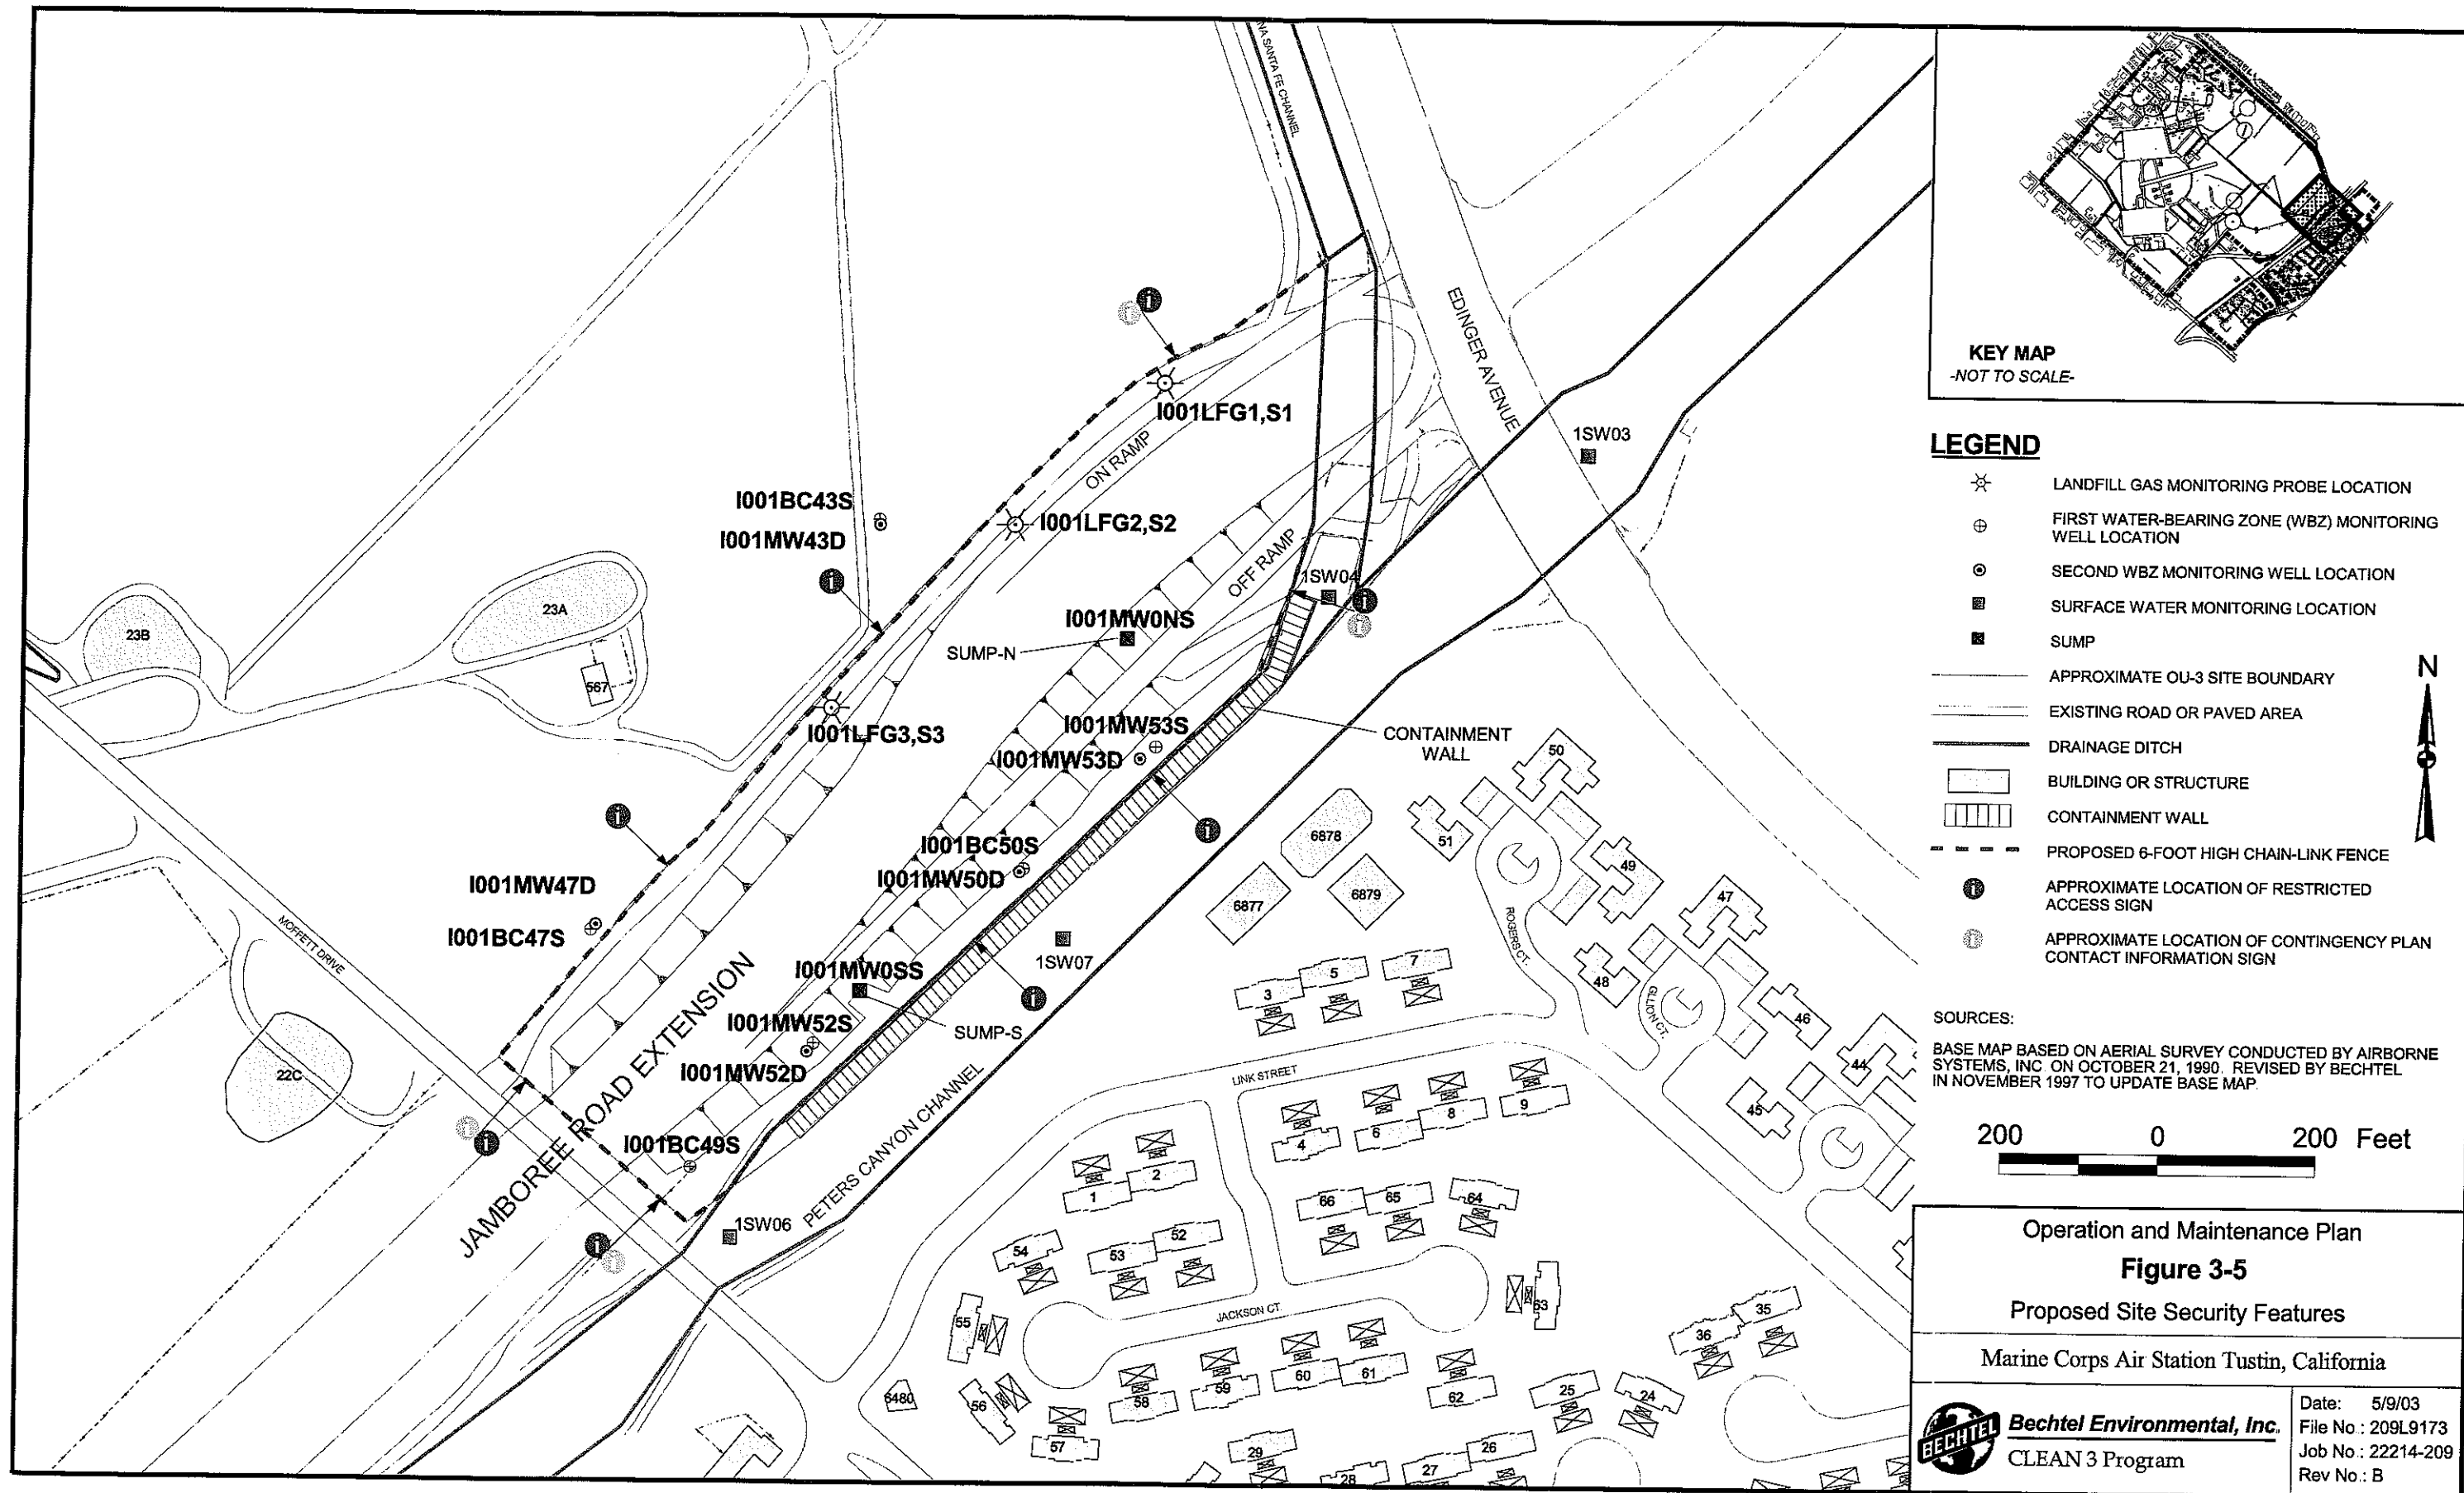 NA SANTA FE CHANNEL
EDINGER AVENUE
1SW03
I001LFG1,S1
ON RAMP
I001BC43S
I001MW43D
I001LFG2,S2
OFF RAMP
1SW04
I001MW0NS
SUMP-N
23A
23B
567
I001LFG3,S3
I001MW53S
I001MW53D
CONTAINMENT
WALL
50
51
49
47
48
46
44
45
6878
6877
6879
ROGERS CT.
GILLION CT.
I001BC50S
I001MW50D
I001MW47D
I001BC47S
MOFFETT DRIVE
1SW07
I001MW0SS
SUMP-S
I001MW52S
I001MW52D
22C
JAMBOREE ROAD EXTENSION
PETERS CANYON CHANNEL
I001BC49S
1SW06
3
5
7
LINK STREET
4
6
8
9
1
2
66
65
64
54
53
52
63
JACKSON CT.
55
56
57
58
59
60
61
62
6480
35
36
25
24
29
28
27
26
KEY MAP
-NOT TO SCALE-
LEGEND
LANDFILL GAS MONITORING PROBE LOCATION
FIRST WATER-BEARING ZONE (WBZ) MONITORING
WELL LOCATION
SECOND WBZ MONITORING WELL LOCATION
SURFACE WATER MONITORING LOCATION
SUMP
APPROXIMATE OU-3 SITE BOUNDARY
EXISTING ROAD OR PAVED AREA
DRAINAGE DITCH
BUILDING OR STRUCTURE
CONTAINMENT WALL
PROPOSED 6-FOOT HIGH CHAIN-LINK FENCE
APPROXIMATE LOCATION OF RESTRICTED
ACCESS SIGN
APPROXIMATE LOCATION OF CONTINGENCY PLAN
CONTACT INFORMATION SIGN
N
SOURCES:
BASE MAP BASED ON AERIAL SURVEY CONDUCTED BY AIRBORNE
SYSTEMS, INC. ON OCTOBER 21, 1990. REVISED BY BECHTEL
IN NOVEMBER 1997 TO UPDATE BASE MAP.
200 0 200 Feet
Operation and Maintenance Plan
Figure 3-5
Proposed Site Security Features
Marine Corps Air Station Tustin, California
BECHTEL
Bechtel Environmental, Inc.
CLEAN 3 Program
Date: 5/9/03
File No.: 209L9173
Job No.: 22214-209
Rev No.: B